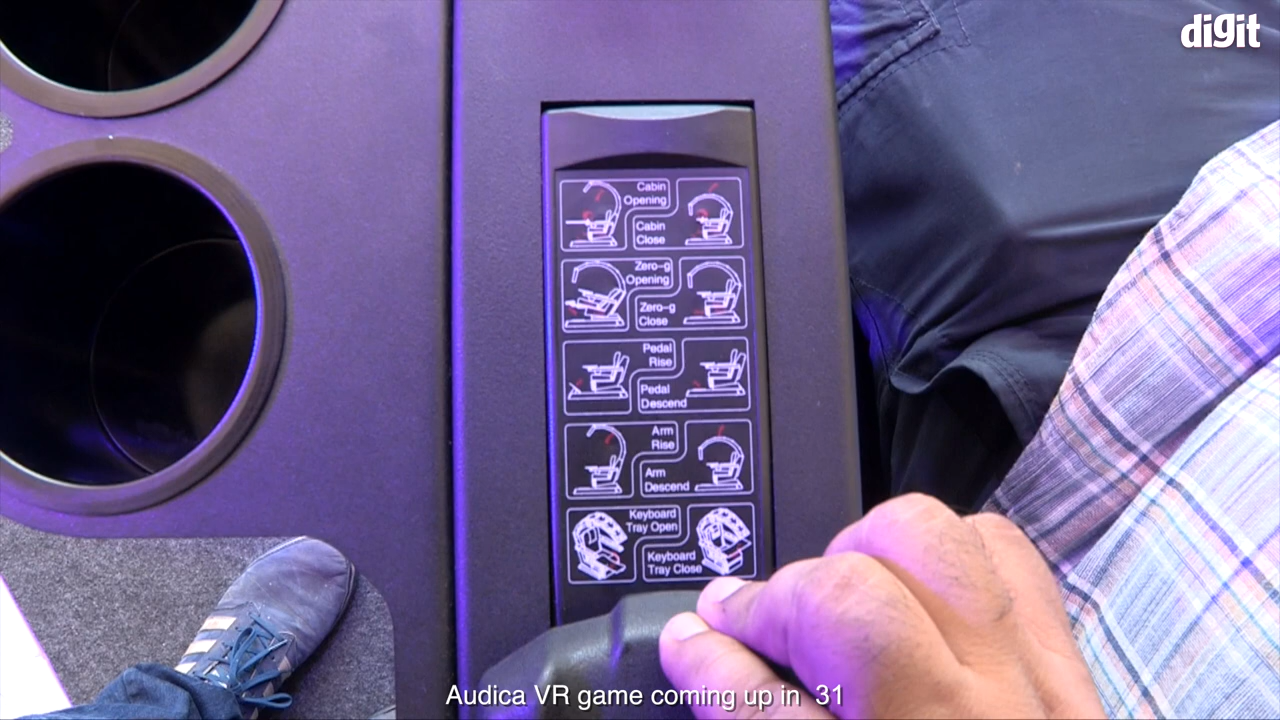 digit
Cabin
Opening
Cabin
Close
Zero-g
Opening
Zero-g
Close
Pedal
Rise
Pedal
Descend
Arm
Rise
Arm
Descend
Keyboard
Tray Open
Keyboard
Tray Close
Audica VR game coming up in 31